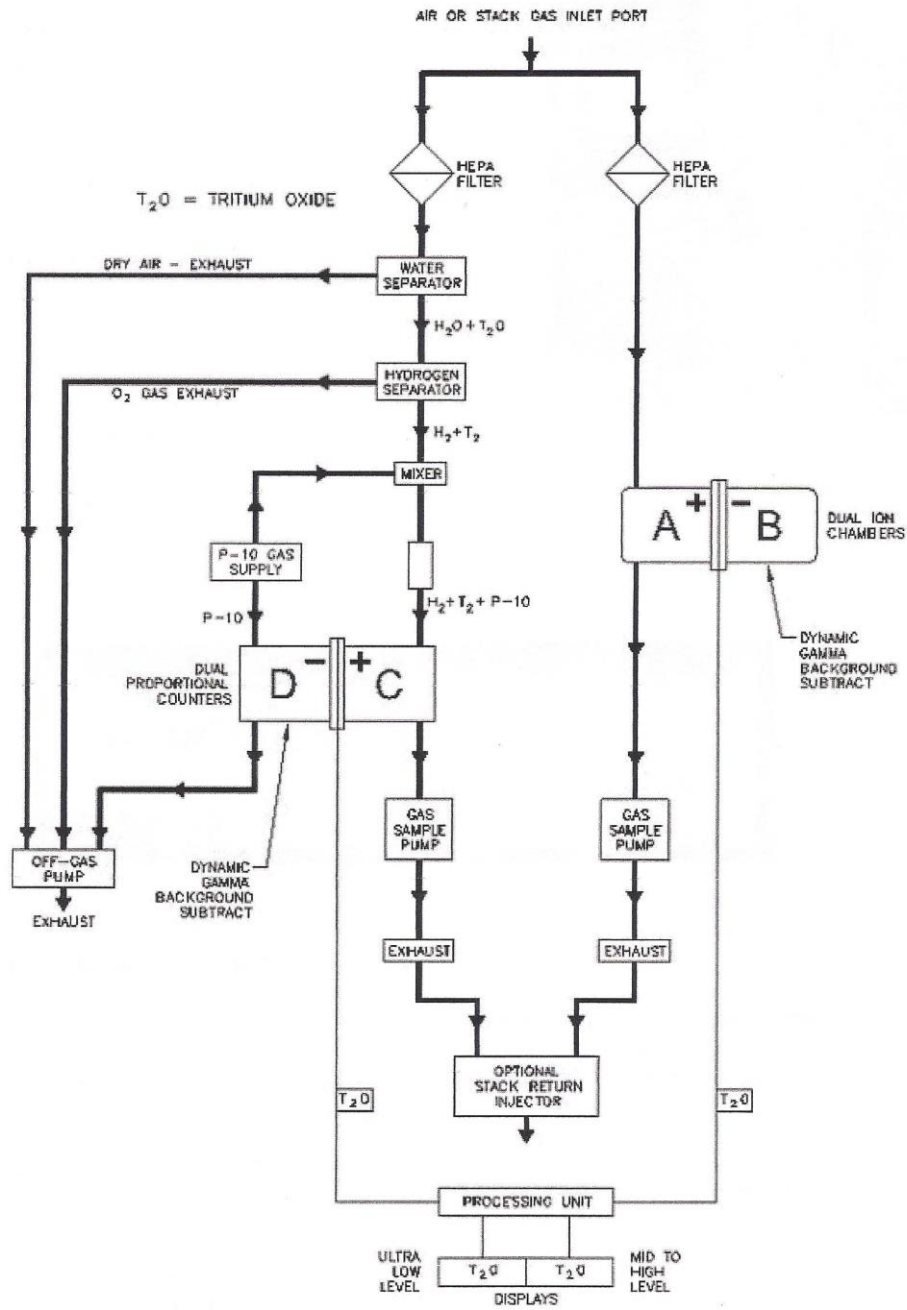 AIR OR STACK GAS INLET PORT
HEPA
FILTER
HEPA
FILTER
T₂O = TRITIUM OXIDE
DRY AIR - EXHAUST
WATER
SEPARATOR
H₂O + T₂O
HYDROGEN
SEPARATOR
O₂ GAS EXHAUST
H₂ + T₂
MIXER
A + - B
DUAL ION
CHAMBERS
P-10 GAS
SUPPLY
P-10
H₂ + T₂ + P-10
DYNAMIC
GAMMA
BACKGROUND
SUBTRACT
DUAL
PROPORTIONAL
COUNTERS
D - + C
GAS
SAMPLE
PUMP
GAS
SAMPLE
PUMP
OFF-GAS
PUMP
EXHAUST
DYNAMIC
GAMMA
BACKGROUND
SUBTRACT
EXHAUST
EXHAUST
OPTIONAL
STACK RETURN
INJECTOR
T₂O
T₂O
PROCESSING UNIT
ULTRA
LOW
LEVEL
T₂O
T₂O
MID TO
HIGH
LEVEL
DISPLAYS